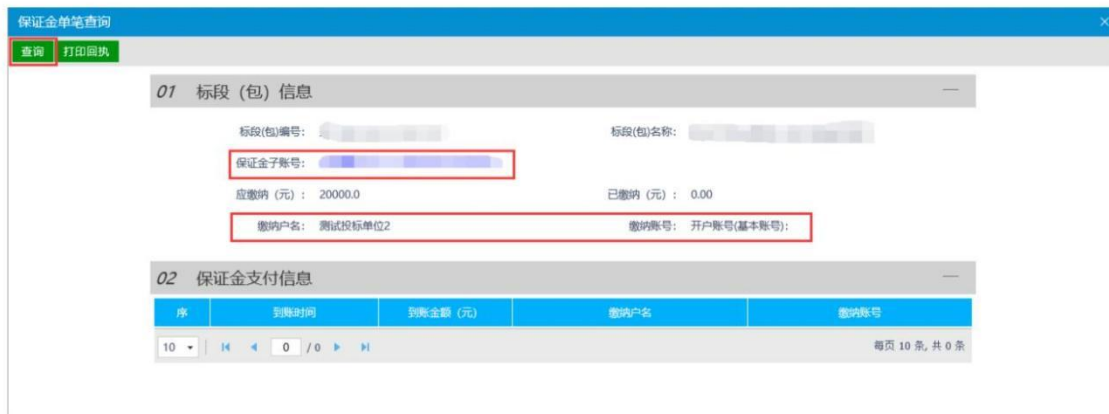 保证金单笔查询
查询 打印回执
01 标段（包）信息
标段(包)编号： 标段(包)名称：
保证金子账号：
应缴纳（元）： 20000.0 已缴纳（元）： 0.00
缴纳户名： 测试投标单位2 缴纳账号： 开户账号(基本账号)：
02 保证金支付信息
序 到账时间 到账金额（元） 缴纳户名 缴纳账号
10 0 / 0 每页 10 条, 共 0 条